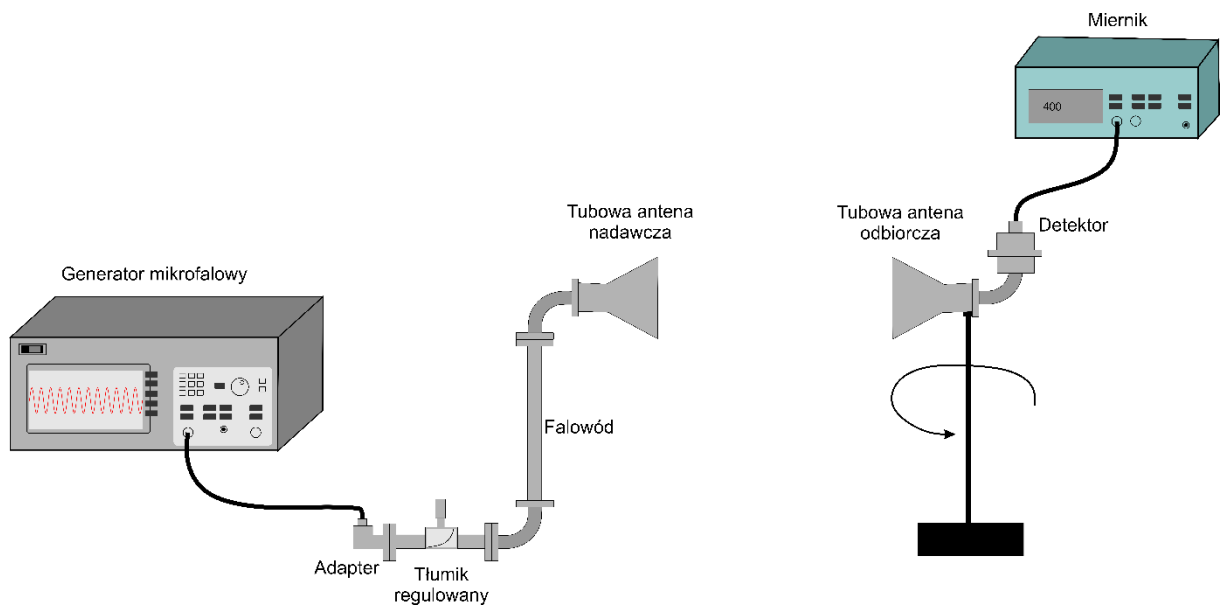 Miernik
400
Tubowa antena
nadawcza
Tubowa antena
odbiorcza
Detektor
Generator mikrofalowy
Falowód
Adapter
Tłumik
regulowany